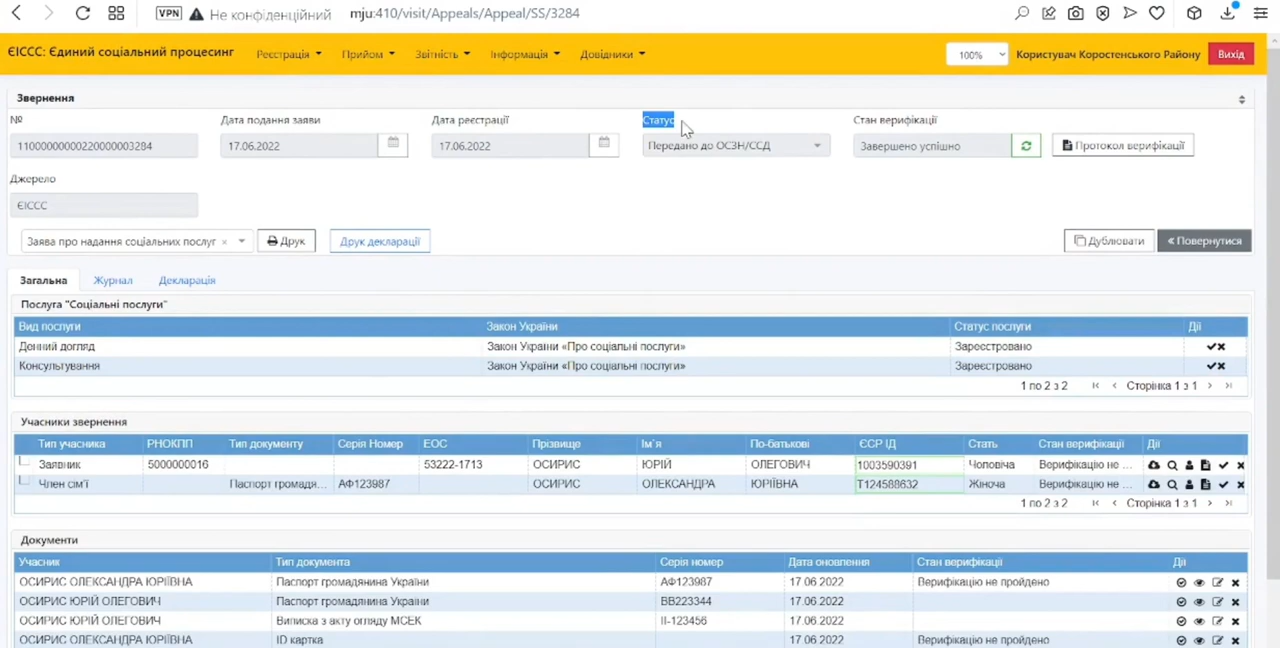 VPN Не конфіденційний mju:410/visit/Appeals/Appeal/SS/3284
ЄІССС: Єдиний соціальний процесинг Реєстрація Прийом Звітність Інформація Довідники 100% Користувач Коростенського Району Вихід
Звернення
№ Дата подання заяви Дата реєстрації Статус Стан верифікації
11000000000220000003284 17.06.2022 17.06.2022 Передано до ОСЗН/ССД Завершено успішно Протокол верифікації
Джерело
ЄІССС
Заява про надання соціальних послуг × Друк Друк декларації Дублювати « Повернутися
Загальна Журнал Декларація
Послуга "Соціальні послуги"
Вид послуги Закон України Статус послуги Дії
Денний догляд Закон України «Про соціальні послуги» Зареєстровано
Консультування Закон України «Про соціальні послуги» Зареєстровано
1 по 2 з 2 Сторінка 1 з 1
Учасники звернення
Тип учасника РНОКПП Тип документу Серія Номер ЕОС Прізвище Ім'я По-батькові ЄСР ІД Стать Стан верифікації Дії
Заявник 5000000016 53222-1713 ОСИРИС ЮРІЙ ОЛЕГОВИЧ 1003590391 Чоловіча Верифікацію не ...
Член сім'ї Паспорт громадя... АФ123987 ОСИРИС ОЛЕКСАНДРА ЮРІЇВНА Т124588632 Жіноча Верифікацію не ...
1 по 2 з 2 Сторінка 1 з 1
Документи
Учасник Тип документа Серія номер Дата оновлення Стан верифікації Дії
ОСИРИС ОЛЕКСАНДРА ЮРІЇВНА Паспорт громадянина України АФ123987 17.06.2022 Верифікацію не пройдено
ОСИРИС ЮРІЙ ОЛЕГОВИЧ Паспорт громадянина України ВВ223344 17.06.2022
ОСИРИС ЮРІЙ ОЛЕГОВИЧ Виписка з акту огляду МСЕК ІІ-123456 17.06.2022
ОСИРИС ОЛЕКСАНДРА ЮРІЇВНА ID картка 17.06.2022 Верифікацію не пройдено